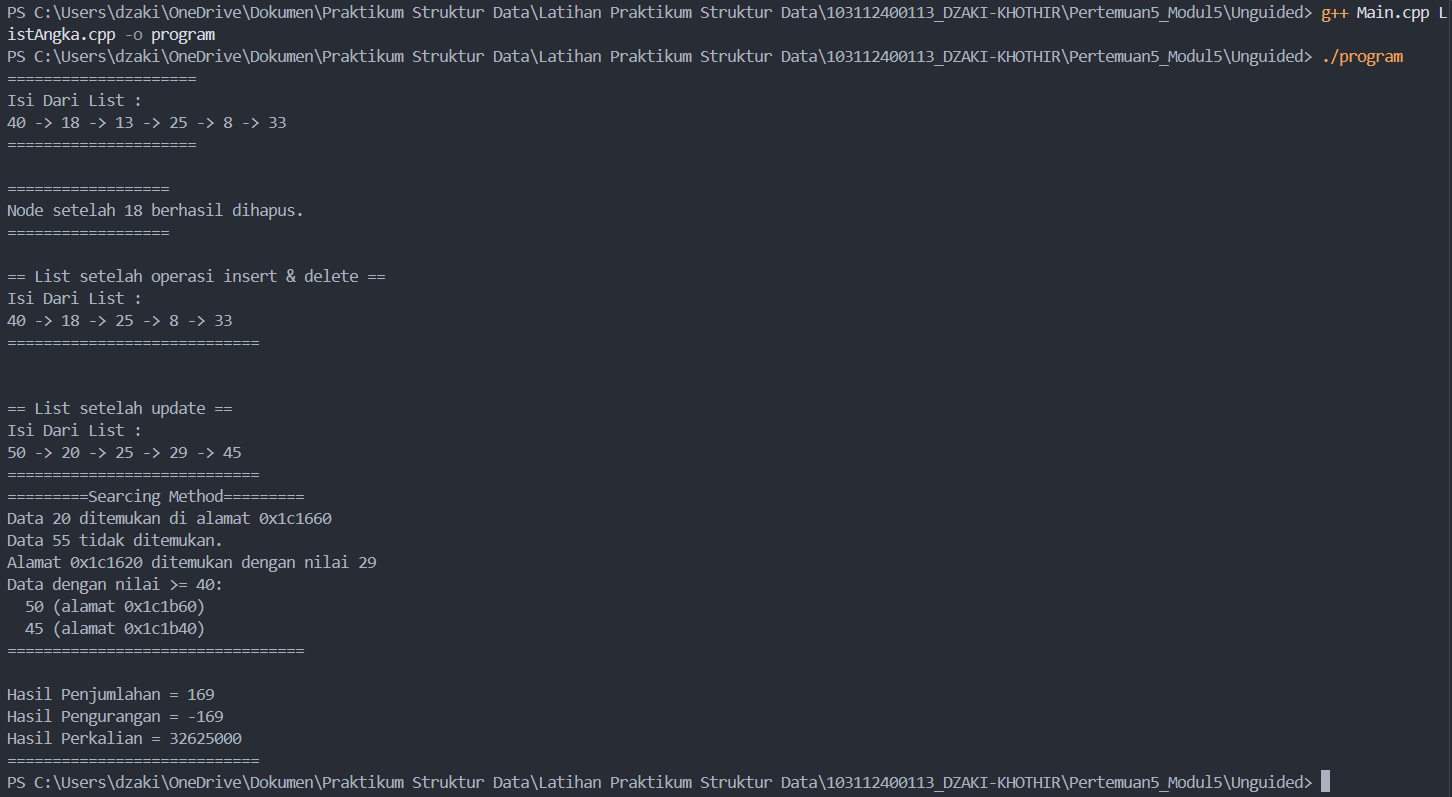 PS C:\Users\dzaki\OneDrive\Dokumen\Praktikum Struktur Data\Latihan Praktikum Struktur Data\103112400113_DZAKI-KHOTHIR\Pertemuan5_Modul5\Unguided> g++ Main.cpp L
istAngka.cpp -o program
PS C:\Users\dzaki\OneDrive\Dokumen\Praktikum Struktur Data\Latihan Praktikum Struktur Data\103112400113_DZAKI-KHOTHIR\Pertemuan5_Modul5\Unguided> ./program
=====================
Isi Dari List :
40 -> 18 -> 13 -> 25 -> 8 -> 33
=====================
==================
Node setelah 18 berhasil dihapus.
==================
== List setelah operasi insert & delete ==
Isi Dari List :
40 -> 18 -> 25 -> 8 -> 33
============================
== List setelah update ==
Isi Dari List :
50 -> 20 -> 25 -> 29 -> 45
============================
=========Searcing Method=========
Data 20 ditemukan di alamat 0x1c1660
Data 55 tidak ditemukan.
Alamat 0x1c1620 ditemukan dengan nilai 29
Data dengan nilai >= 40:
  50 (alamat 0x1c1b60)
  45 (alamat 0x1c1b40)
=================================
Hasil Penjumlahan = 169
Hasil Pengurangan = -169
Hasil Perkalian = 32625000
============================
PS C:\Users\dzaki\OneDrive\Dokumen\Praktikum Struktur Data\Latihan Praktikum Struktur Data\103112400113_DZAKI-KHOTHIR\Pertemuan5_Modul5\Unguided>